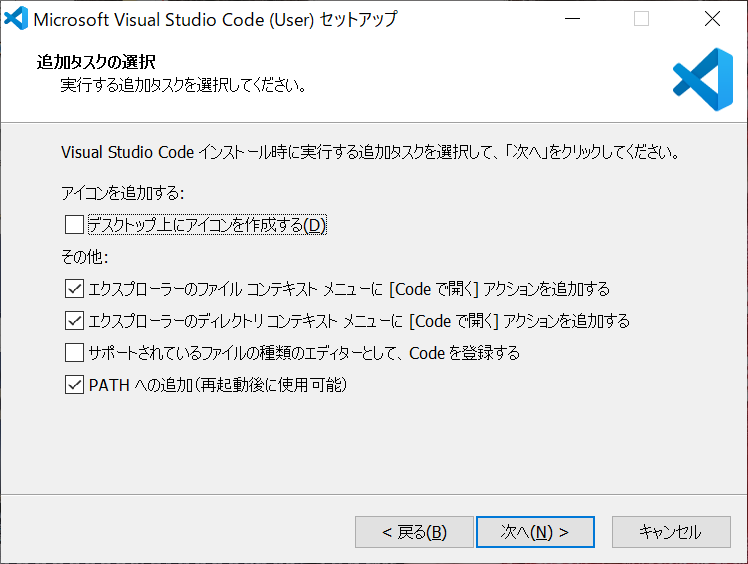 Microsoft Visual Studio Code (User) セットアップ
追加タスクの選択
実行する追加タスクを選択してください。
Visual Studio Code インストール時に実行する追加タスクを選択して、「次へ」をクリックしてください。
アイコンを追加する:
デスクトップ上にアイコンを作成する(D)
その他:
エクスプローラーのファイル コンテキスト メニューに [Code で開く] アクションを追加する
エクスプローラーのディレクトリ コンテキスト メニューに [Code で開く] アクションを追加する
サポートされているファイルの種類のエディターとして、Code を登録する
PATH への追加（再起動後に使用可能）
< 戻る(B)
次へ(N) >
キャンセル